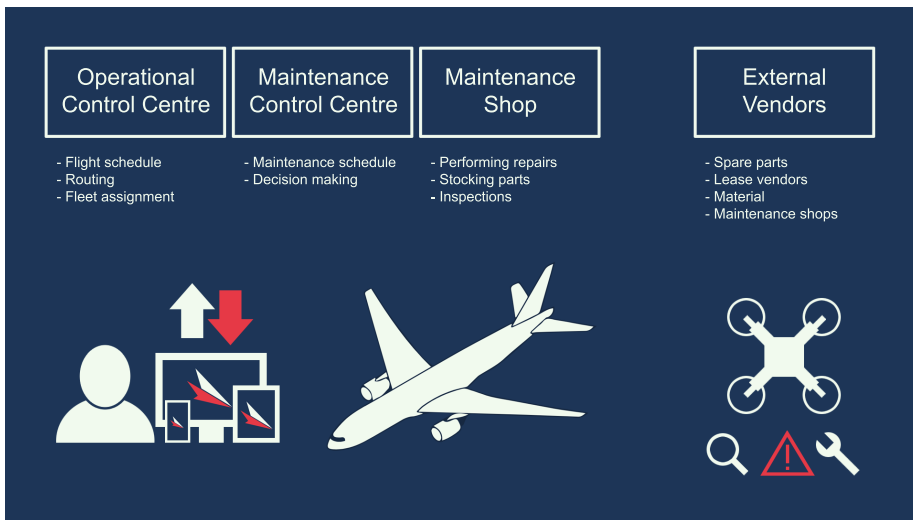 Operational
Control Centre
- Flight schedule
- Routing
- Fleet assignment
Maintenance
Control Centre
- Maintenance schedule
- Decision making
Maintenance
Shop
- Performing repairs
- Stocking parts
- Inspections
External
Vendors
- Spare parts
- Lease vendors
- Material
- Maintenance shops
!